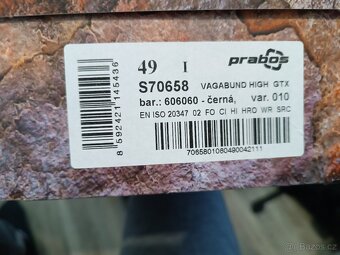 49 I
prabos
S70658 VAGABUND HIGH GTX
bar.: 606060 - černá, var. 010
EN ISO 20347 02 FO CI HI HRO WR SRC
8 592421 145436
7065801060490042111